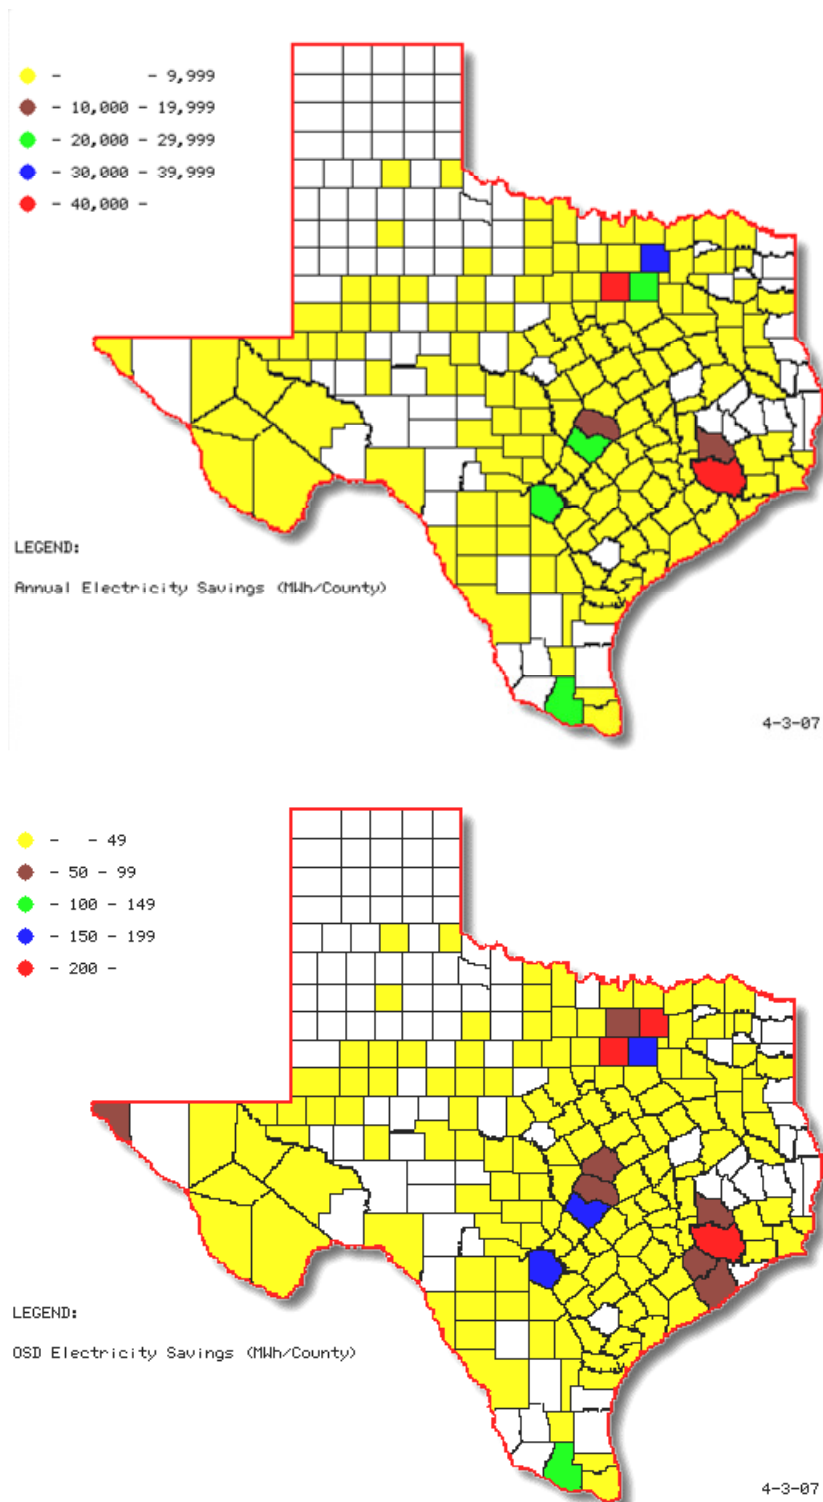 -         - 9,999
- 10,000 - 19,999
- 20,000 - 29,999
- 30,000 - 39,999
- 40,000 -
LEGEND:
Annual Electricity Savings (MWh/County)
4-3-07
-   - 49
- 50 - 99
- 100 - 149
- 150 - 199
- 200 -
LEGEND:
OSD Electricity Savings (MWh/County)
4-3-07